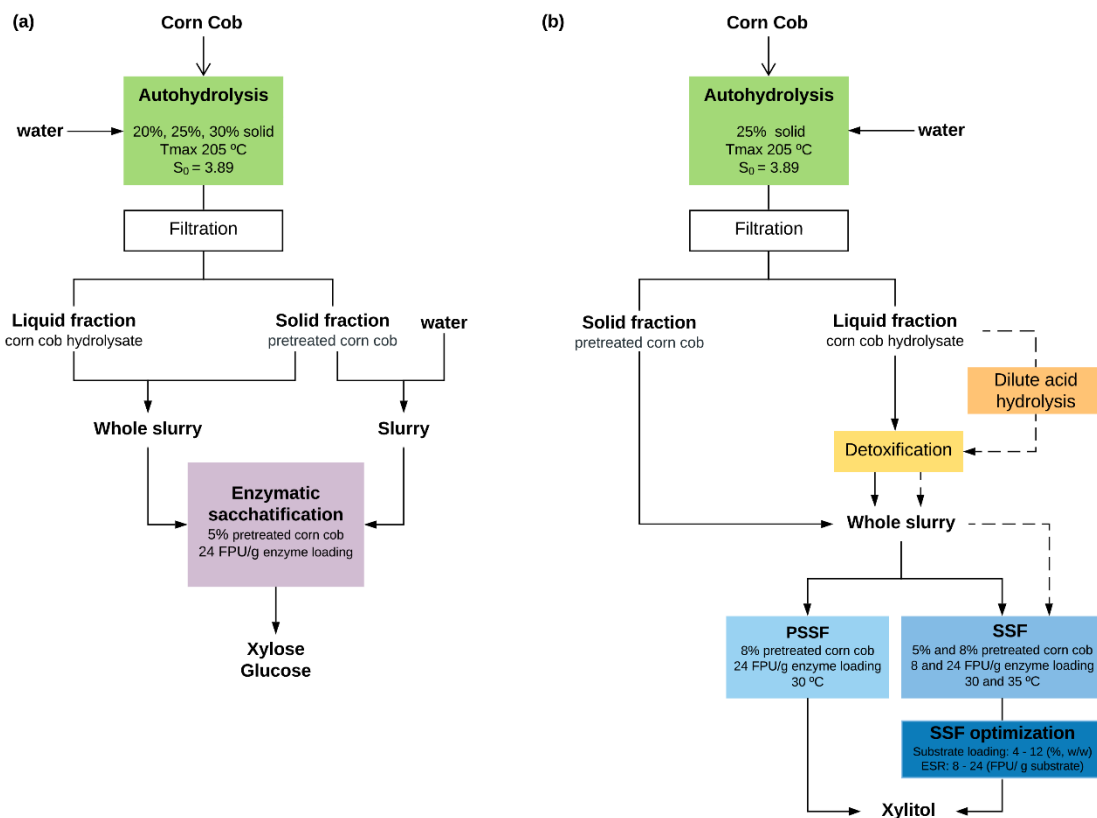 (a)
Corn Cob
Autohydrolysis
water
20%, 25%, 30% solid
Tmax 205 ºC
S₀ = 3.89
Filtration
Liquid fraction
corn cob hydrolysate
Solid fraction
pretreated corn cob
water
Whole slurry
Slurry
Enzymatic
sacchatification
5% pretreated corn cob
24 FPU/g enzyme loading
Xylose
Glucose
(b)
Corn Cob
Autohydrolysis
25% solid
Tmax 205 ºC
S₀ = 3.89
water
Filtration
Solid fraction
pretreated corn cob
Liquid fraction
corn cob hydrolysate
Dilute acid
hydrolysis
Detoxification
Whole slurry
PSSF
8% pretreated corn cob
24 FPU/g enzyme loading
30 ºC
SSF
5% and 8% pretreated corn cob
8 and 24 FPU/g enzyme loading
30 and 35 ºC
SSF optimization
Substrate loading: 4 - 12 (%, w/w)
ESR: 8 - 24 (FPU/ g substrate)
Xylitol